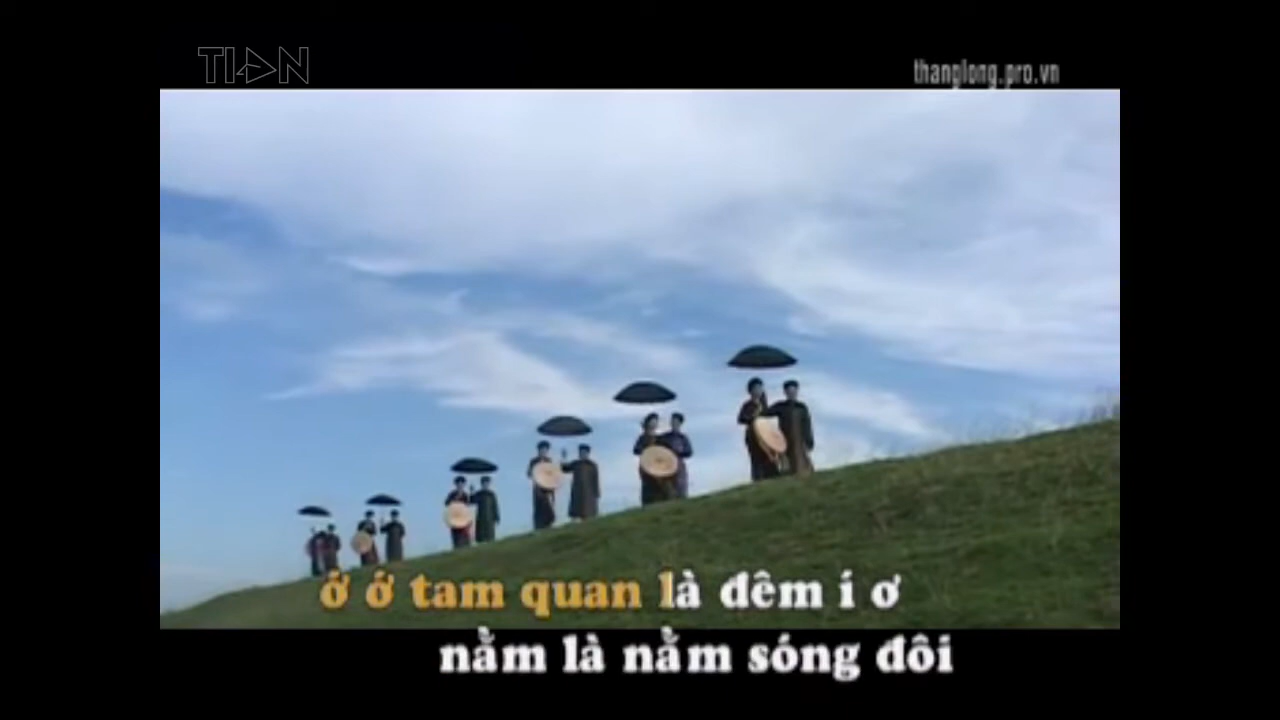 TIAN
thanglong.pro.vn
ớ ớ tam quan là đêm í ơ
nằm là nằm sóng đôi